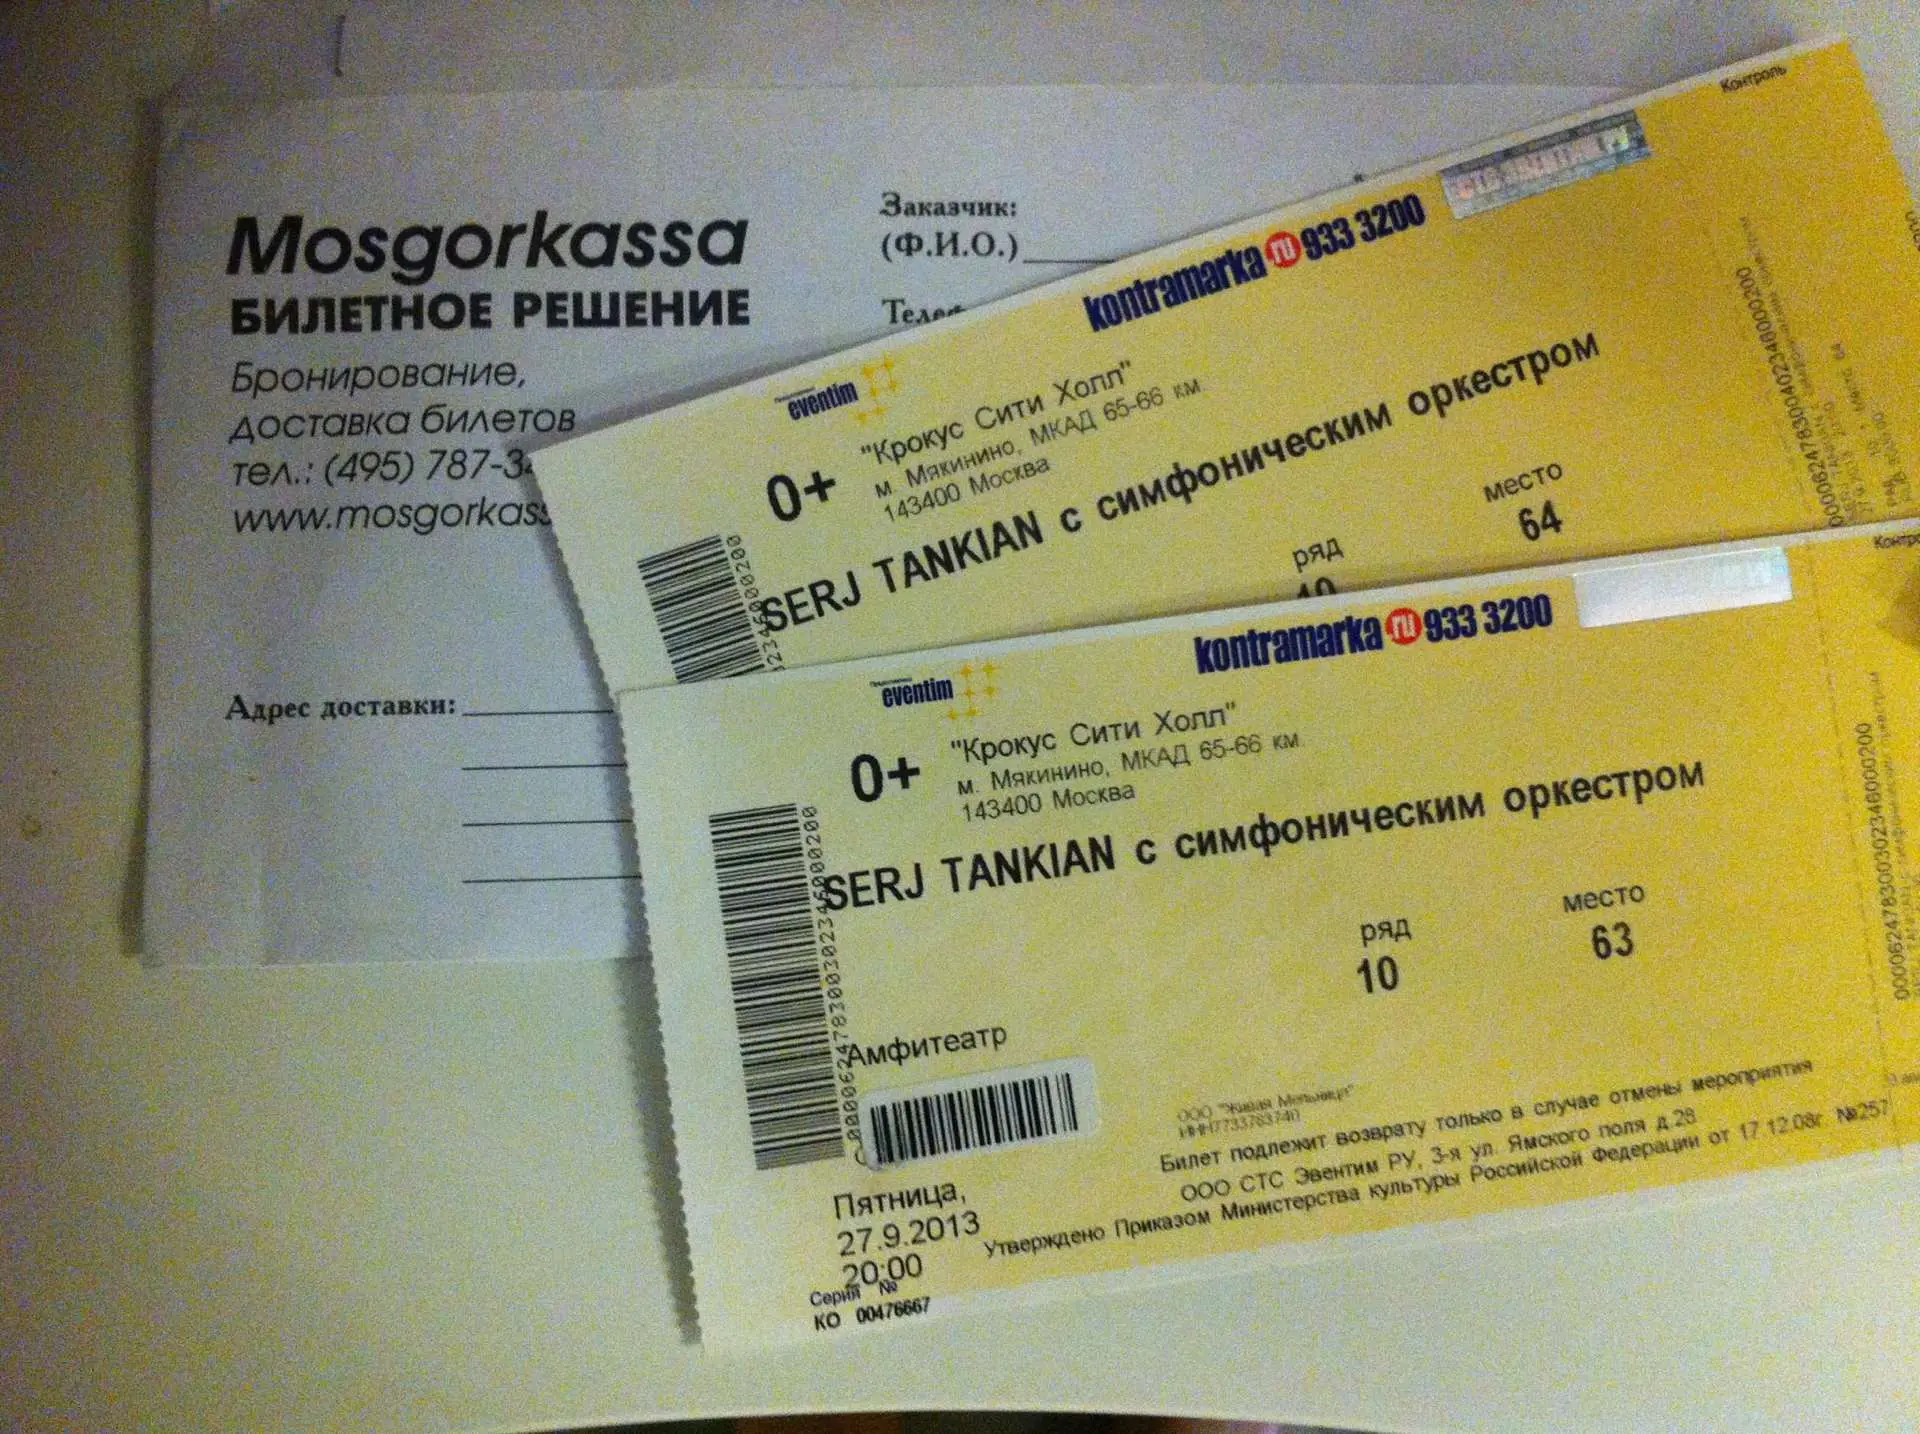 Mosgorkassa
БИЛЕТНОЕ РЕШЕНИЕ
Бронирование,
доставка билетов
тел.: (495) 787-3
www.mosgorkass
Заказчик:
(Ф.И.О.)
Адрес доставки:
Контроль
kontramarka ru 933 3200
eventim
0+
"Крокус Сити Холл"
м. Мякинино, МКАД 65-66 км.
143400 Москва
SERJ TANKIAN с симфоническим оркестром
ряд
10
место
64
kontramarka ru 933 3200
eventim
0+
"Крокус Сити Холл"
м. Мякинино, МКАД 65-66 км.
143400 Москва
SERJ TANKIAN с симфоническим оркестром
ряд
10
место
63
Амфитеатр
ООО "Живая Мельница"
ИНН7733783740
Билет подлежит возврату только в случае отмены мероприятия
ООО СТС Эвентим РУ, 3-я ул. Ямского поля д.28
Утверждено Приказом Министерства культуры Российской Федерации от 17.12.08г. №257
Пятница,
27.9.2013
20:00
Серия №
КО 00476667